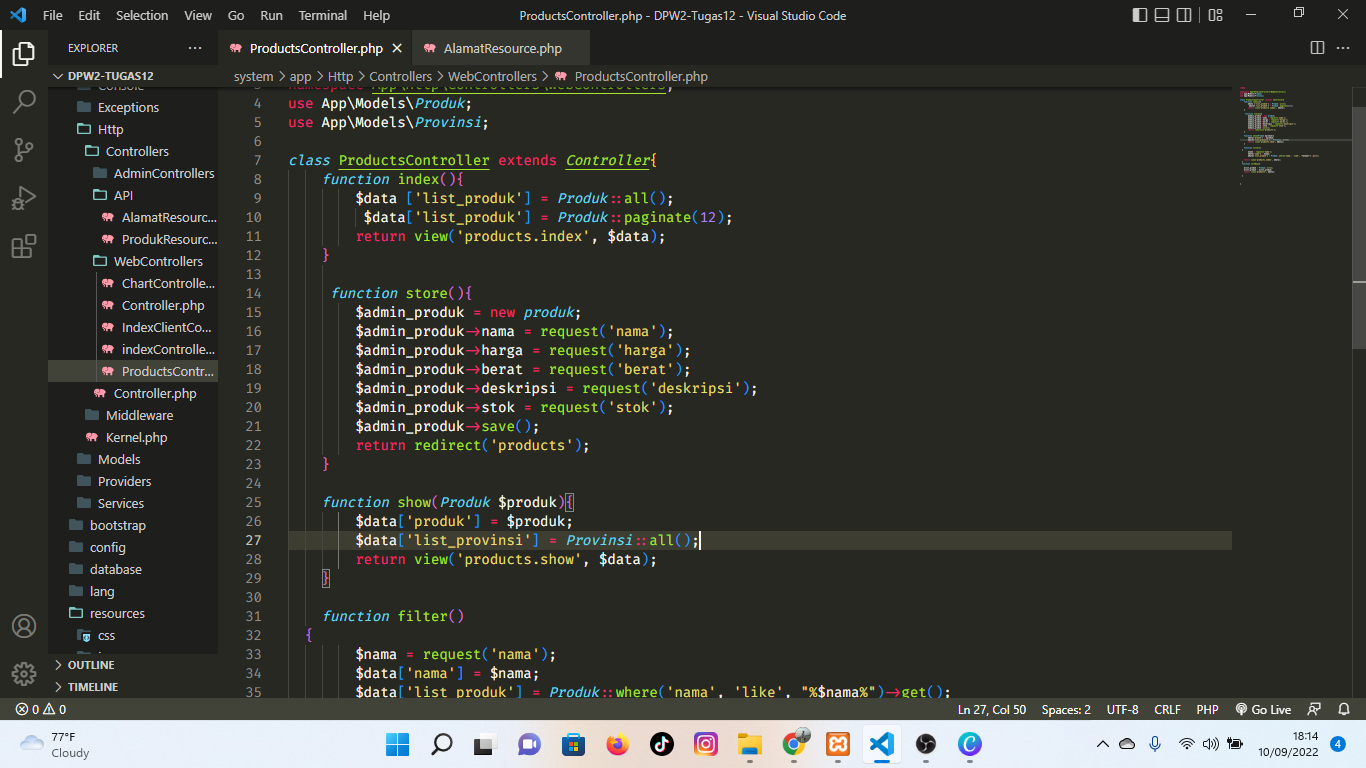 File Edit Selection View Go Run Terminal Help ProductsController.php - DPW2-Tugas12 - Visual Studio Code
EXPLORER ··· ProductsController.php AlamatResource.php ···
DPW2-TUGAS12
system > app > Http > Controllers > WebControllers > ProductsController.php
Console
Exceptions
Http
Controllers
AdminControllers
API
AlamatResourc...
ProdukResourc...
WebControllers
ChartControlle...
Controller.php
IndexClientCo...
indexControlle...
ProductsContr...
Controller.php
Middleware
Kernel.php
Models
Providers
Services
bootstrap
config
database
lang
resources
css
OUTLINE
TIMELINE
3 namespace App\Http\Controllers\WebControllers;
4 use App\Models\Produk;
5 use App\Models\Provinsi;
6
7 class ProductsController extends Controller{
8 function index(){
9 $data ['list_produk'] = Produk::all();
10 $data['list_produk'] = Produk::paginate(12);
11 return view('products.index', $data);
12 }
13
14 function store(){
15 $admin_produk = new produk;
16 $admin_produk->nama = request('nama');
17 $admin_produk->harga = request('harga');
18 $admin_produk->berat = request('berat');
19 $admin_produk->deskripsi = request('deskripsi');
20 $admin_produk->stok = request('stok');
21 $admin_produk->save();
22 return redirect('products');
23 }
24
25 function show(Produk $produk){
26 $data['produk'] = $produk;
27 $data['list_provinsi'] = Provinsi::all();
28 return view('products.show', $data);
29 }
30
31 function filter()
32 {
33 $nama = request('nama');
34 $data['nama'] = $nama;
35 $data['list_produk'] = Produk::where('nama', 'like', "%$nama%")->get();
0 0 Ln 27, Col 50 Spaces: 2 UTF-8 CRLF PHP Go Live
77°F
Cloudy
18:14
10/09/2022 4